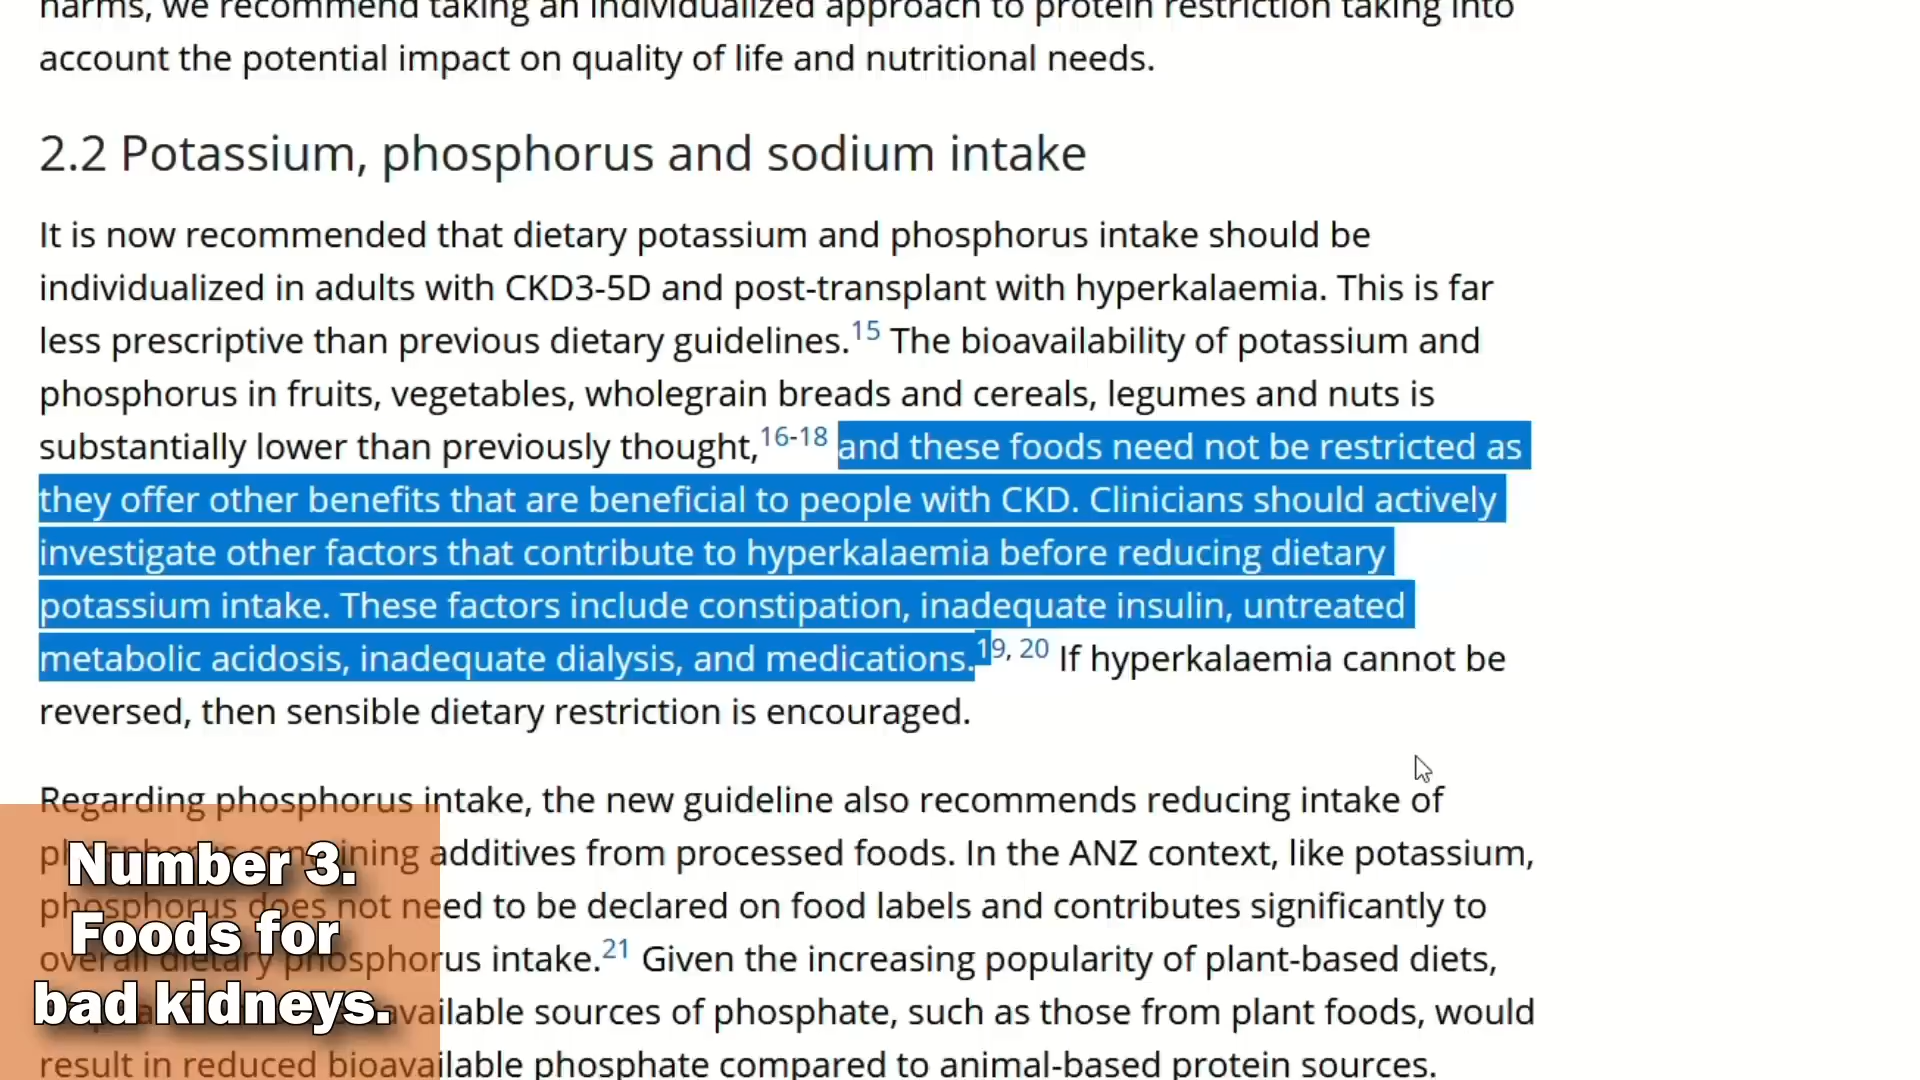 harms, we recommend taking an individualized approach to protein restriction taking into
account the potential impact on quality of life and nutritional needs.
2.2 Potassium, phosphorus and sodium intake
It is now recommended that dietary potassium and phosphorus intake should be
individualized in adults with CKD3-5D and post-transplant with hyperkalaemia. This is far
less prescriptive than previous dietary guidelines.15 The bioavailability of potassium and
phosphorus in fruits, vegetables, wholegrain breads and cereals, legumes and nuts is
substantially lower than previously thought,16-18 and these foods need not be restricted as
they offer other benefits that are beneficial to people with CKD. Clinicians should actively
investigate other factors that contribute to hyperkalaemia before reducing dietary
potassium intake. These factors include constipation, inadequate insulin, untreated
metabolic acidosis, inadequate dialysis, and medications.19, 20 If hyperkalaemia cannot be
reversed, then sensible dietary restriction is encouraged.
Regarding phosphorus intake, the new guideline also recommends reducing intake of
phosphorus containing additives from processed foods. In the ANZ context, like potassium,
phosphorus does not need to be declared on food labels and contributes significantly to
overall dietary phosphorus intake.21 Given the increasing popularity of plant-based diets,
available sources of phosphate, such as those from plant foods, would
result in reduced bioavailable phosphate compared to animal-based protein sources.
Number 3.
Foods for
bad kidneys.